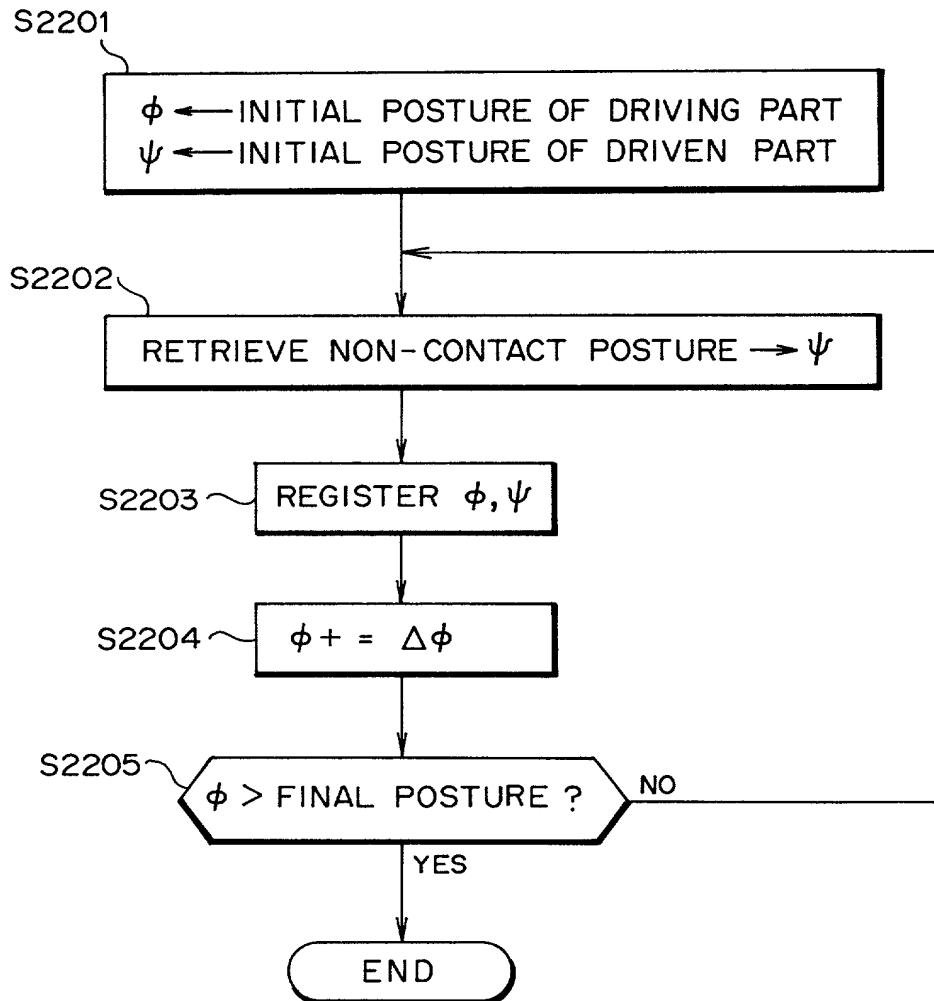 S2201
ϕ ← INITIAL POSTURE OF DRIVING PART
ψ ← INITIAL POSTURE OF DRIVEN PART
S2202
RETRIEVE NON-CONTACT POSTURE → ψ
S2203
REGISTER ϕ, ψ
S2204
ϕ + = Δϕ
S2205
ϕ > FINAL POSTURE ?
NO
YES
END